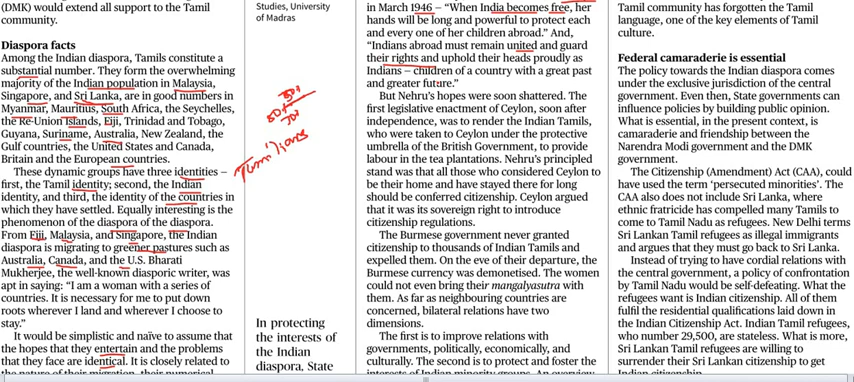 (DMK) would extend all support to the Tamil
community.
Diaspora facts
Among the Indian diaspora, Tamils constitute a
substantial number. They form the overwhelming
majority of the Indian population in Malaysia,
Singapore, and Sri Lanka, are in good numbers in
Myanmar, Mauritius, South Africa, the Seychelles,
the Re-Union Islands, Fiji, Trinidad and Tobago,
Guyana, Suriname, Australia, New Zealand, the
Gulf countries, the United States and Canada,
Britain and the European countries.
These dynamic groups have three identities –
first, the Tamil identity; second, the Indian
identity, and third, the identity of the countries in
which they have settled. Equally interesting is the
phenomenon of the diaspora of the diaspora.
From Fiji, Malaysia, and Singapore, the Indian
diaspora is migrating to greener pastures such as
Australia, Canada, and the U.S. Bharati
Mukherjee, the well-known diasporic writer, was
apt in saying: “I am a woman with a series of
countries. It is necessary for me to put down
roots wherever I land and wherever I choose to
stay.”
It would be simplistic and naïve to assume that
the hopes that they entertain and the problems
that they face are identical. It is closely related to
the nature of their migration, their numerical
Studies, University
of Madras
In protecting
the interests of
the Indian
diaspora, State
in March 1946 – “When India becomes free, her
hands will be long and powerful to protect each
and every one of her children abroad.” And,
“Indians abroad must remain united and guard
their rights and uphold their heads proudly as
Indians – children of a country with a great past
and greater future.”
But Nehru’s hopes were soon shattered. The
first legislative enactment of Ceylon, soon after
independence, was to render the Indian Tamils,
who were taken to Ceylon under the protective
umbrella of the British Government, to provide
labour in the tea plantations. Nehru’s principled
stand was that all those who considered Ceylon to
be their home and have stayed there for long
should be conferred citizenship. Ceylon argued
that it was its sovereign right to introduce
citizenship regulations.
The Burmese government never granted
citizenship to thousands of Indian Tamils and
expelled them. On the eve of their departure, the
Burmese currency was demonetised. The women
could not even bring their mangalyasutra with
them. As far as neighbouring countries are
concerned, bilateral relations have two
dimensions.
The first is to improve relations with
governments, politically, economically, and
culturally. The second is to protect and foster the
interests of Indian minority groups. An overview
Tamil community has forgotten the Tamil
language, one of the key elements of Tamil
culture.
Federal camaraderie is essential
The policy towards the Indian diaspora comes
under the exclusive jurisdiction of the central
government. Even then, State governments can
influence policies by building public opinion.
What is essential, in the present context, is
camaraderie and friendship between the
Narendra Modi government and the DMK
government.
The Citizenship (Amendment) Act (CAA), could
have used the term ‘persecuted minorities’. The
CAA also does not include Sri Lanka, where
ethnic fratricide has compelled many Tamils to
come to Tamil Nadu as refugees. New Delhi terms
Sri Lankan Tamil refugees as illegal immigrants
and argues that they must go back to Sri Lanka.
Instead of trying to have cordial relations with
the central government, a policy of confrontation
by Tamil Nadu would be self-defeating. What the
refugees want is Indian citizenship. All of them
fulfil the residential qualifications laid down in
the Indian Citizenship Act. Indian Tamil refugees,
who number 29,500, are stateless. What is more,
Sri Lankan Tamil refugees are willing to
surrender their Sri Lankan citizenship to get
Indian citizenship.